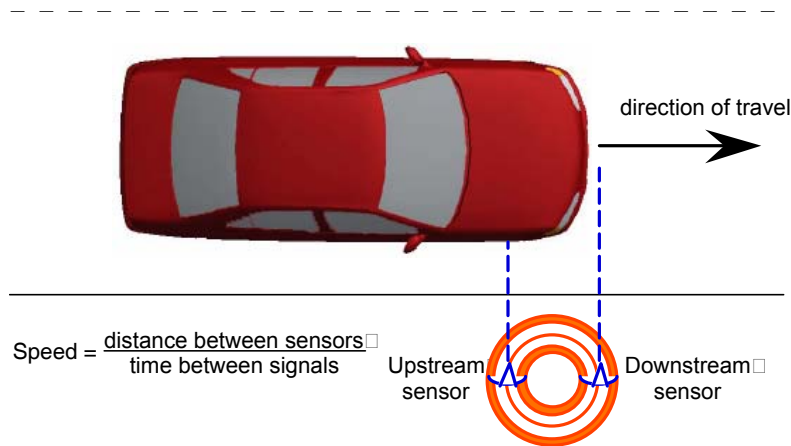 direction of travel
Speed = distance between sensors
time between signals
Upstream
sensor
Downstream
sensor